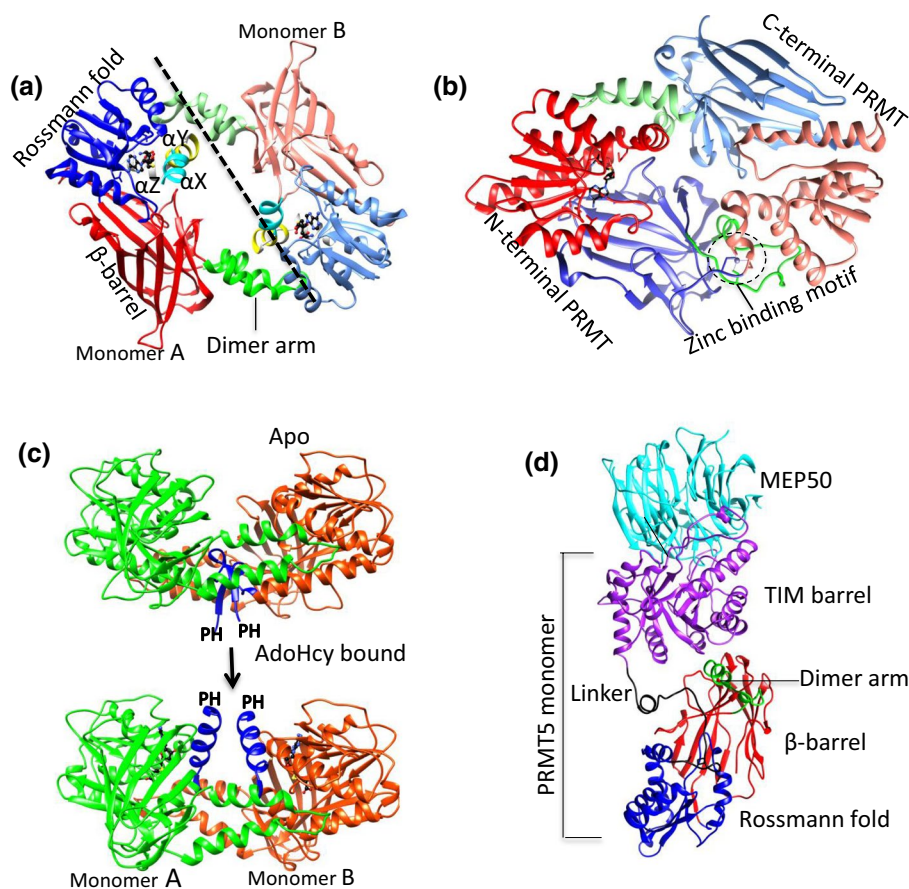 (a)
Monomer B
Rossmann fold
αY
αZ
αX
β-barrel
Monomer A
Dimer arm
(b)
C-terminal PRMT
N-terminal PRMT
Zinc binding motif
(c)
Apo
PH PH
AdoHcy bound
PH PH
Monomer A
Monomer B
(d)
MEP50
TIM barrel
PRMT5 monomer
Linker
Dimer arm
β-barrel
Rossmann fold